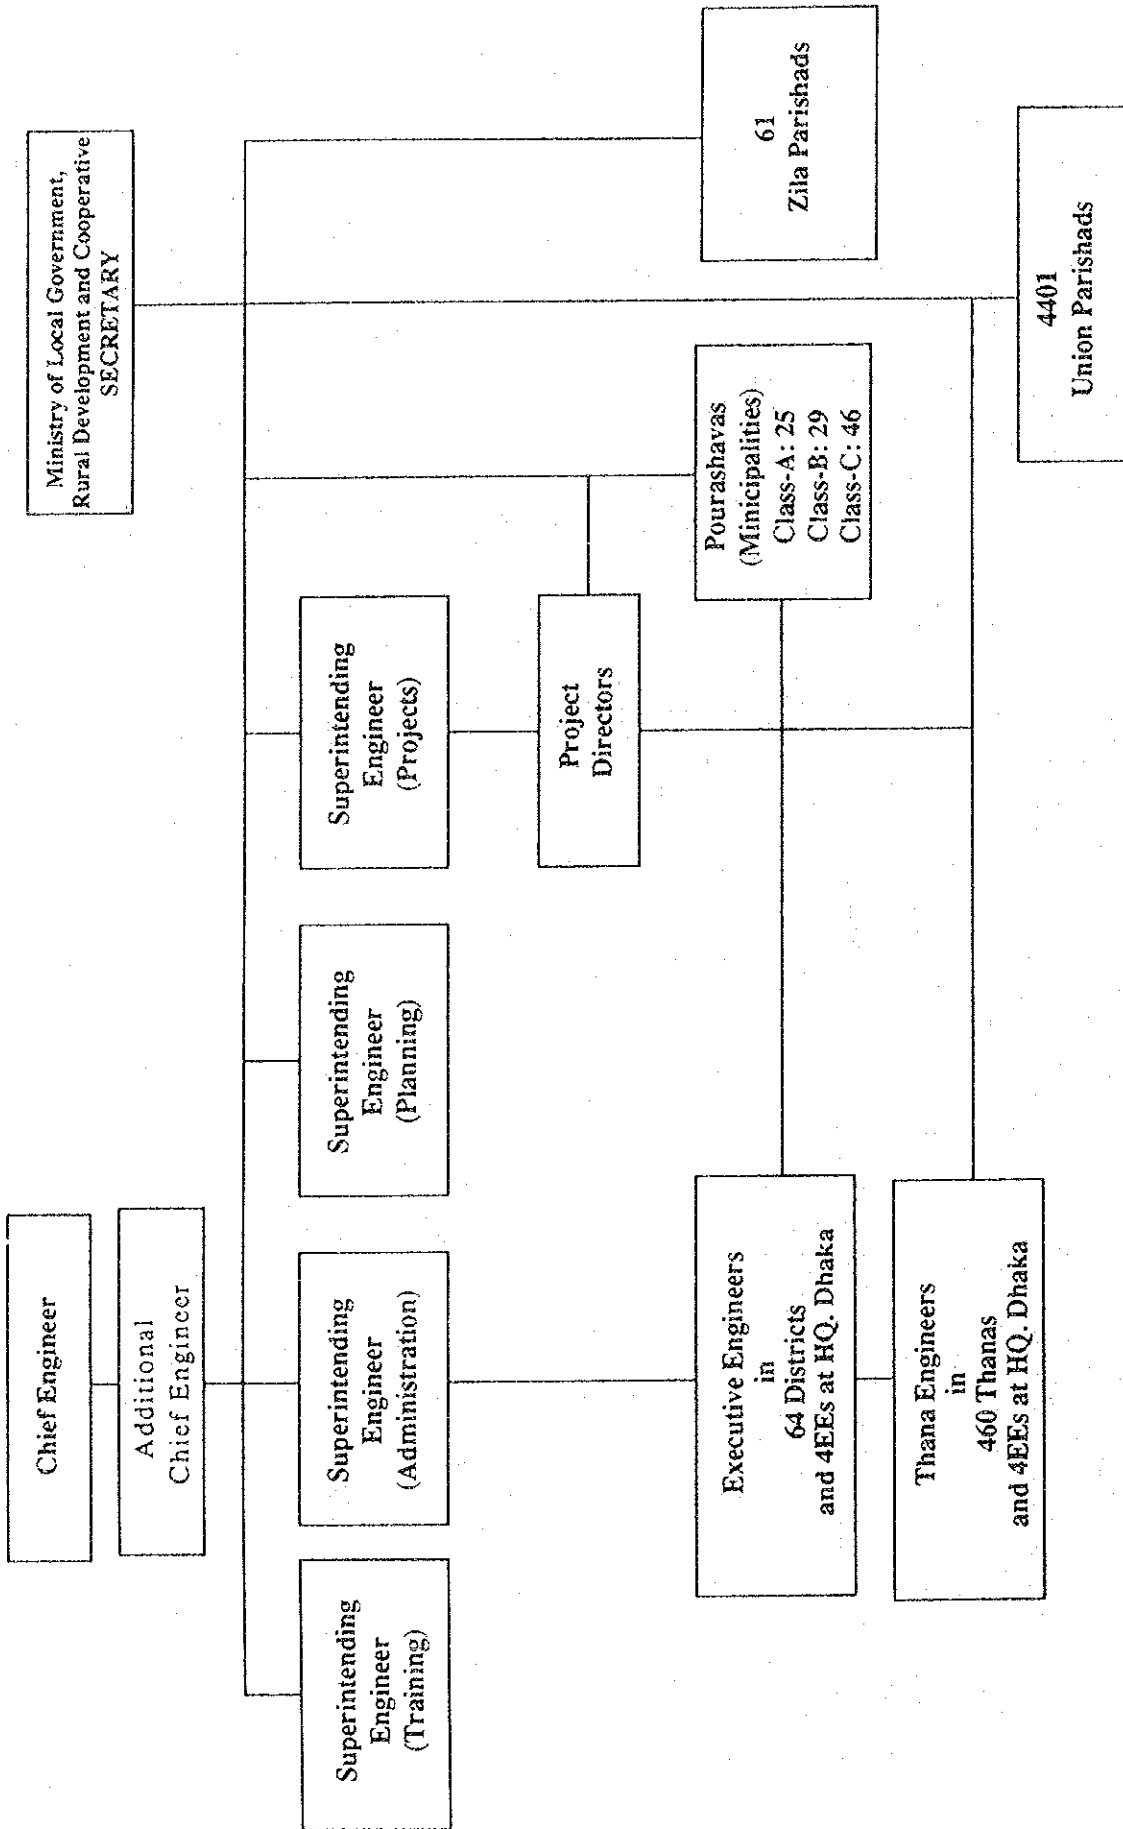 Chief Engineer
Ministry of Local Government,
Rural Development and Cooperative
SECRETARY
Additional
Chief Engineer
Superintending
Engineer
(Training)
Superintending
Engineer
(Administration)
Superintending
Engineer
(Planning)
Superintending
Engineer
(Projects)
Project
Directors
Executive Engineers
in
64 Districts
and 4EEs at HQ. Dhaka
Pourashavas
(Minicipalities)
Class-A: 25
Class-B: 29
Class-C: 46
61
Zila Parishads
Thana Engineers
in
460 Thanas
and 4EEs at HQ. Dhaka
4401
Union Parishads